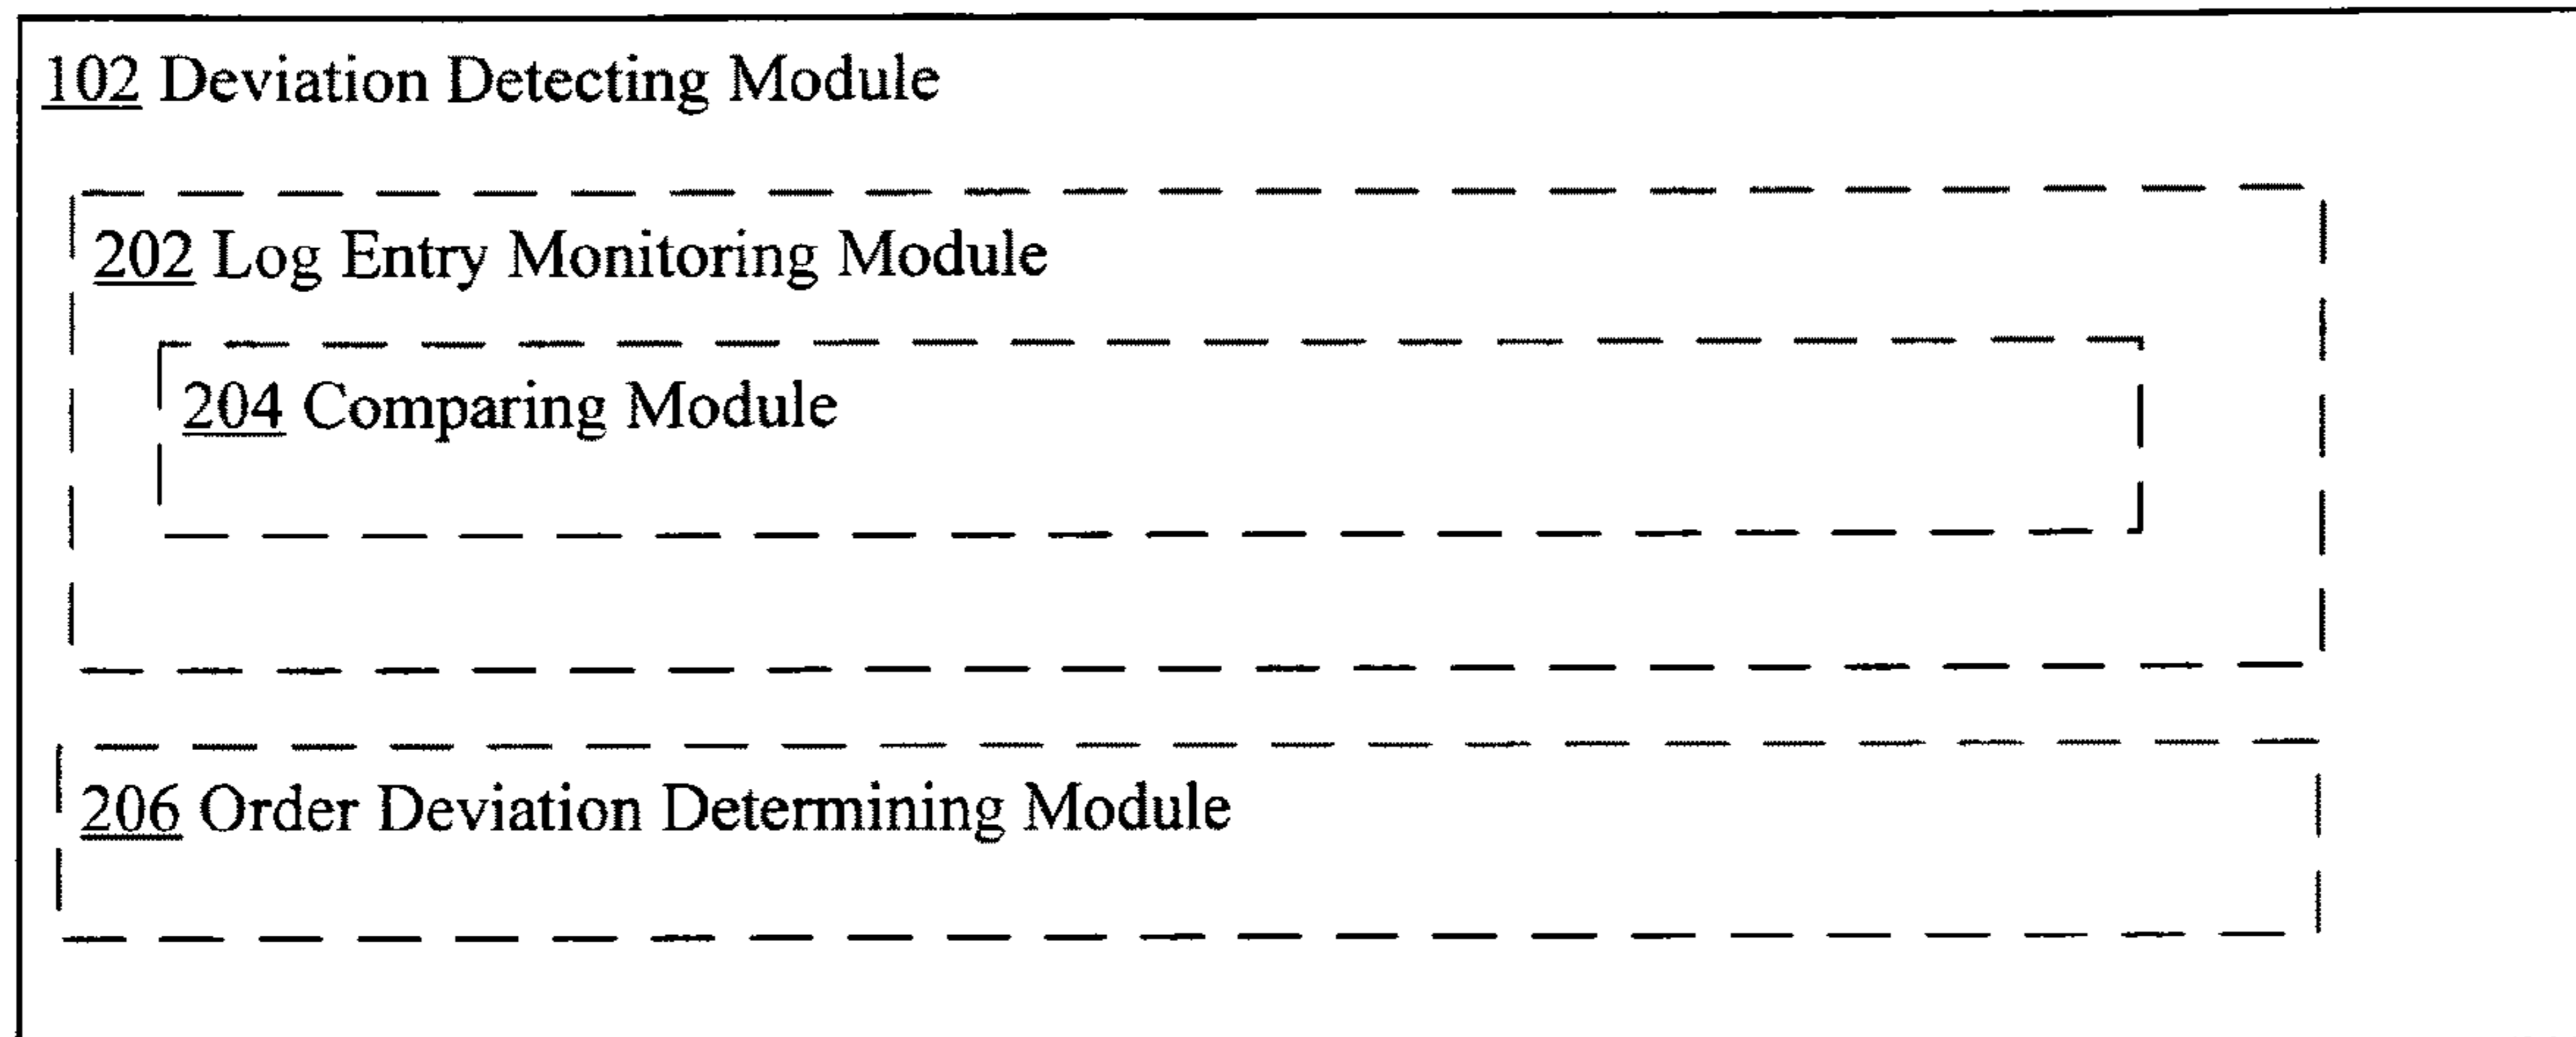 102 Deviation Detecting Module
202 Log Entry Monitoring Module
204 Comparing Module
206 Order Deviation Determining Module